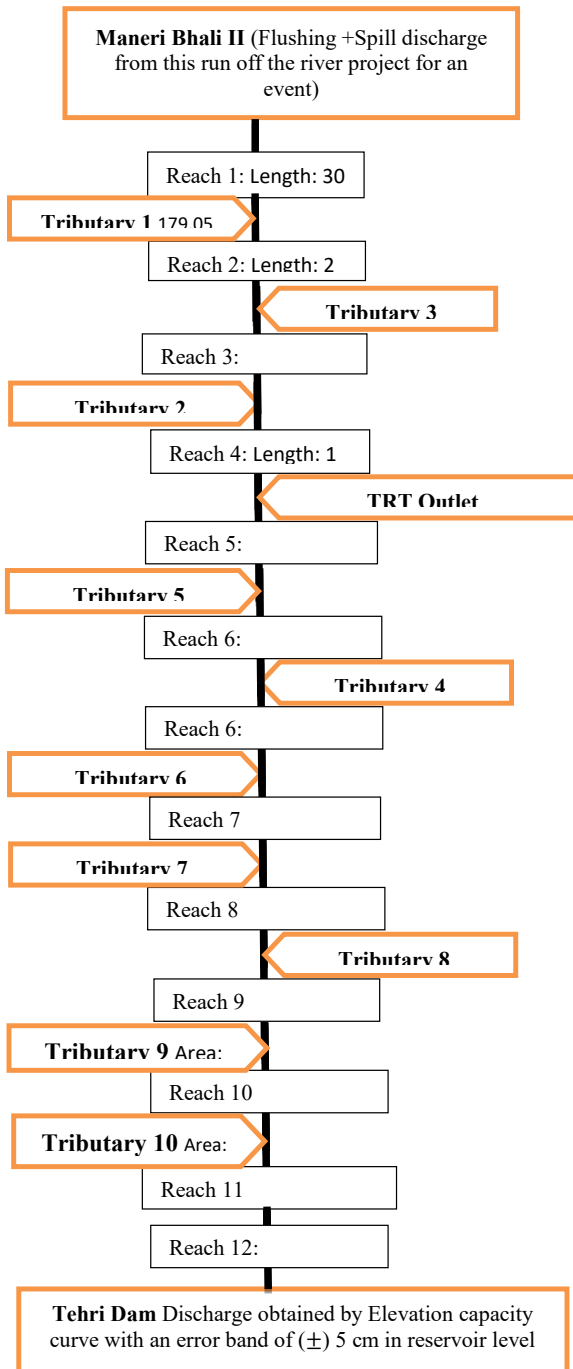 Maneri Bhali II (Flushing +Spill discharge
from this run off the river project for an
event)
Reach 1: Length: 30
Tributary 1 179.05
Reach 2: Length: 2
Tributary 3
Reach 3:
Tributary 2
Reach 4: Length: 1
TRT Outlet
Reach 5:
Tributary 5
Reach 6:
Tributary 4
Reach 6:
Tributary 6
Reach 7
Tributary 7
Reach 8
Tributary 8
Reach 9
Tributary 9 Area:
Reach 10
Tributary 10 Area:
Reach 11
Reach 12:
Tehri Dam Discharge obtained by Elevation capacity
curve with an error band of (±) 5 cm in reservoir level